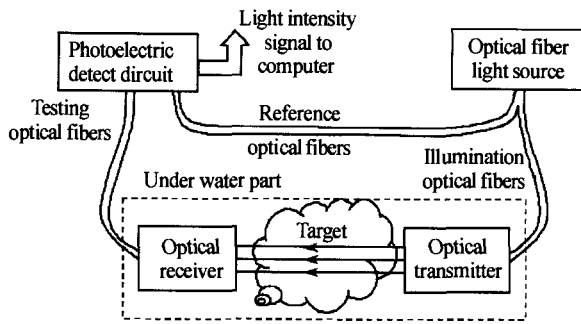 Light intensity
signal to
computer
Photoelectric
detect dircuit
Optical fiber
light source
Testing
optical fibers
Reference
optical fibers
Illumination
optical fibers
Under water part
Target
Optical
receiver
Optical
transmitter